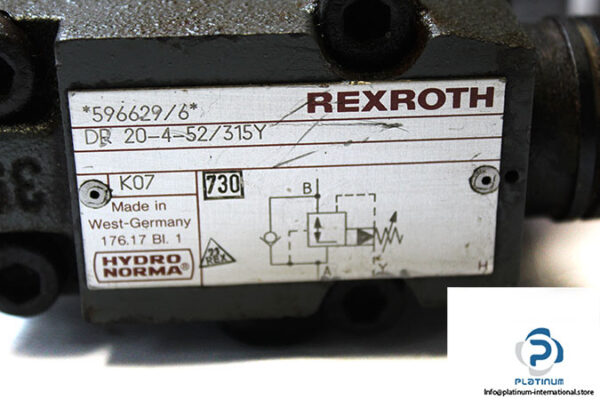 *596629/6*
REXROTH
DR 20-4-52/315Y
K07
730
Made in
West-Germany
176.17 Bl. 1
HYDRO
NORMA®
B
A
Y
H
PLATINUM
Info@platinum-international.store